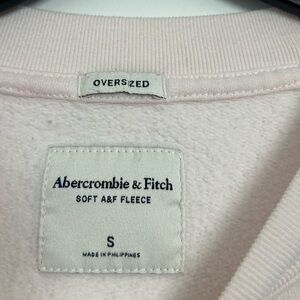 OVERSIZED
Abercrombie & Fitch
SOFT A&F FLEECE
S
MADE IN PHILIPPINES